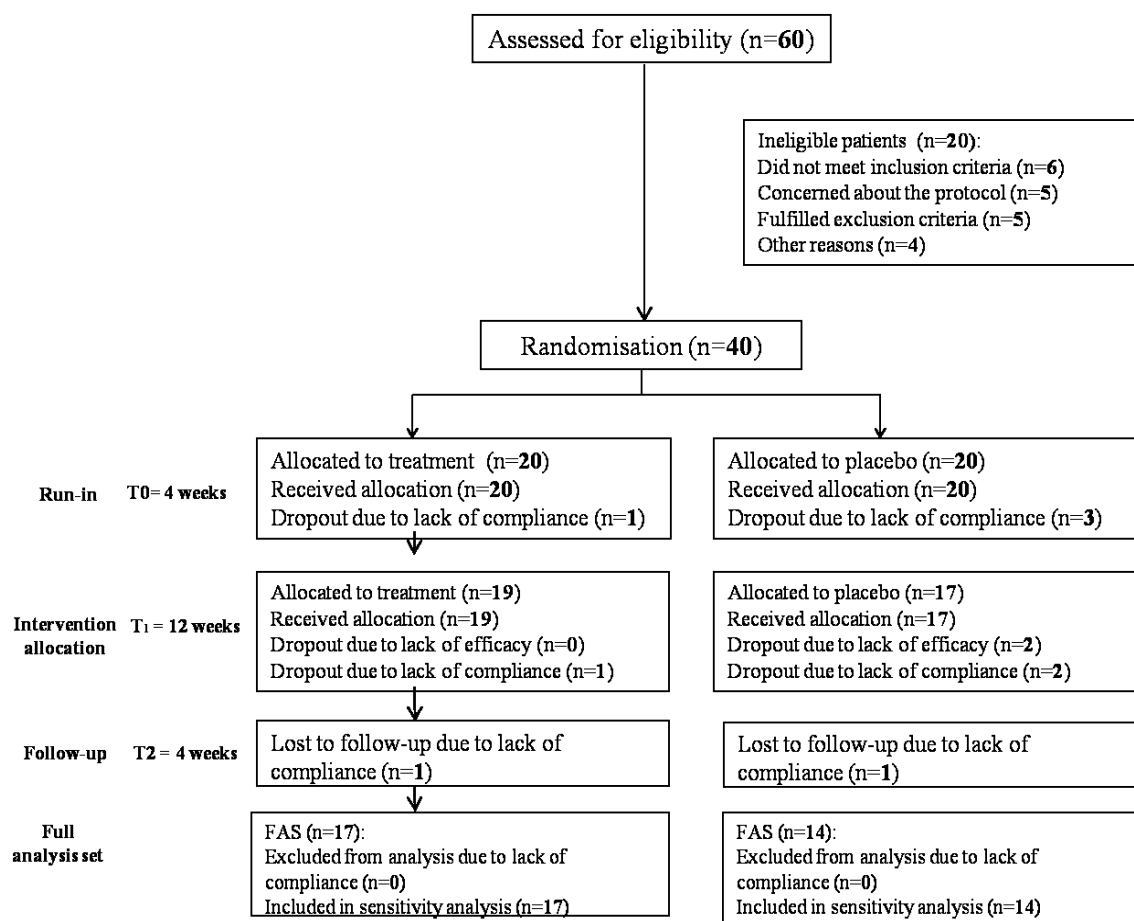 Assessed for eligibility (n=60)
Ineligible patients (n=20):
Did not meet inclusion criteria (n=6)
Concerned about the protocol (n=5)
Fulfilled exclusion criteria (n=5)
Other reasons (n=4)
Randomisation (n=40)
Run-in T0= 4 weeks
Allocated to treatment (n=20)
Received allocation (n=20)
Dropout due to lack of compliance (n=1)
Allocated to placebo (n=20)
Received allocation (n=20)
Dropout due to lack of compliance (n=3)
Intervention
allocation
T1 = 12 weeks
Allocated to treatment (n=19)
Received allocation (n=19)
Dropout due to lack of efficacy (n=0)
Dropout due to lack of compliance (n=1)
Allocated to placebo (n=17)
Received allocation (n=17)
Dropout due to lack of efficacy (n=2)
Dropout due to lack of compliance (n=2)
Follow-up T2 = 4 weeks
Lost to follow-up due to lack of
compliance (n=1)
Lost to follow-up due to lack of
compliance (n=1)
Full
analysis set
FAS (n=17):
Excluded from analysis due to lack of
compliance (n=0)
Included in sensitivity analysis (n=17)
FAS (n=14):
Excluded from analysis due to lack of
compliance (n=0)
Included in sensitivity analysis (n=14)